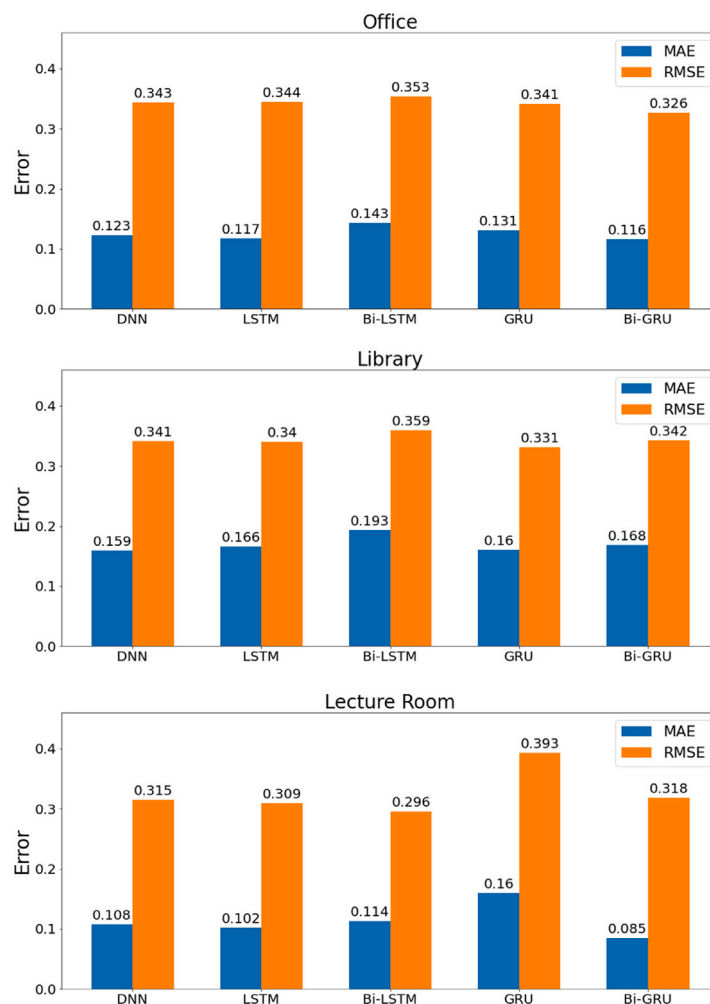 Office
MAE
RMSE
Error
0.4
0.3
0.2
0.1
0.0
0.123
0.343
0.117
0.344
0.143
0.353
0.131
0.341
0.116
0.326
DNN
LSTM
Bi-LSTM
GRU
Bi-GRU
Library
MAE
RMSE
Error
0.4
0.3
0.2
0.1
0.0
0.159
0.341
0.166
0.34
0.193
0.359
0.16
0.331
0.168
0.342
DNN
LSTM
Bi-LSTM
GRU
Bi-GRU
Lecture Room
MAE
RMSE
Error
0.4
0.3
0.2
0.1
0.0
0.108
0.315
0.102
0.309
0.114
0.296
0.16
0.393
0.085
0.318
DNN
LSTM
Bi-LSTM
GRU
Bi-GRU